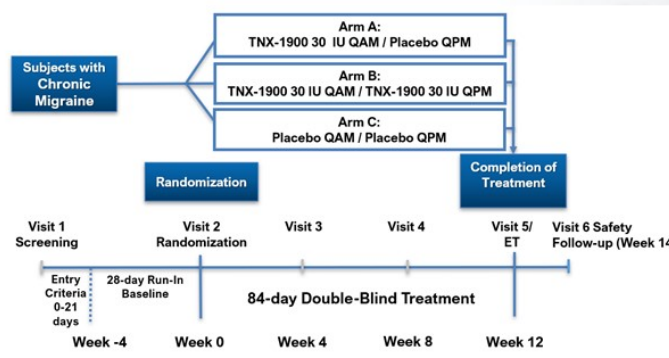 Arm A:
TNX-1900 30 IU QAM / Placebo QPM
Subjects with
Chronic
Migraine
Arm B:
TNX-1900 30 IU QAM / TNX-1900 30 IU QPM
Arm C:
Placebo QAM / Placebo QPM
Randomization
Completion of
Treatment
Visit 1
Screening
Visit 2
Randomization
Visit 3
Visit 4
Visit 5/
ET
Visit 6 Safety
Follow-up (Week 14
Entry
Criteria
0-21
days
28-day Run-In
Baseline
84-day Double-Blind Treatment
Week -4
Week 0
Week 4
Week 8
Week 12